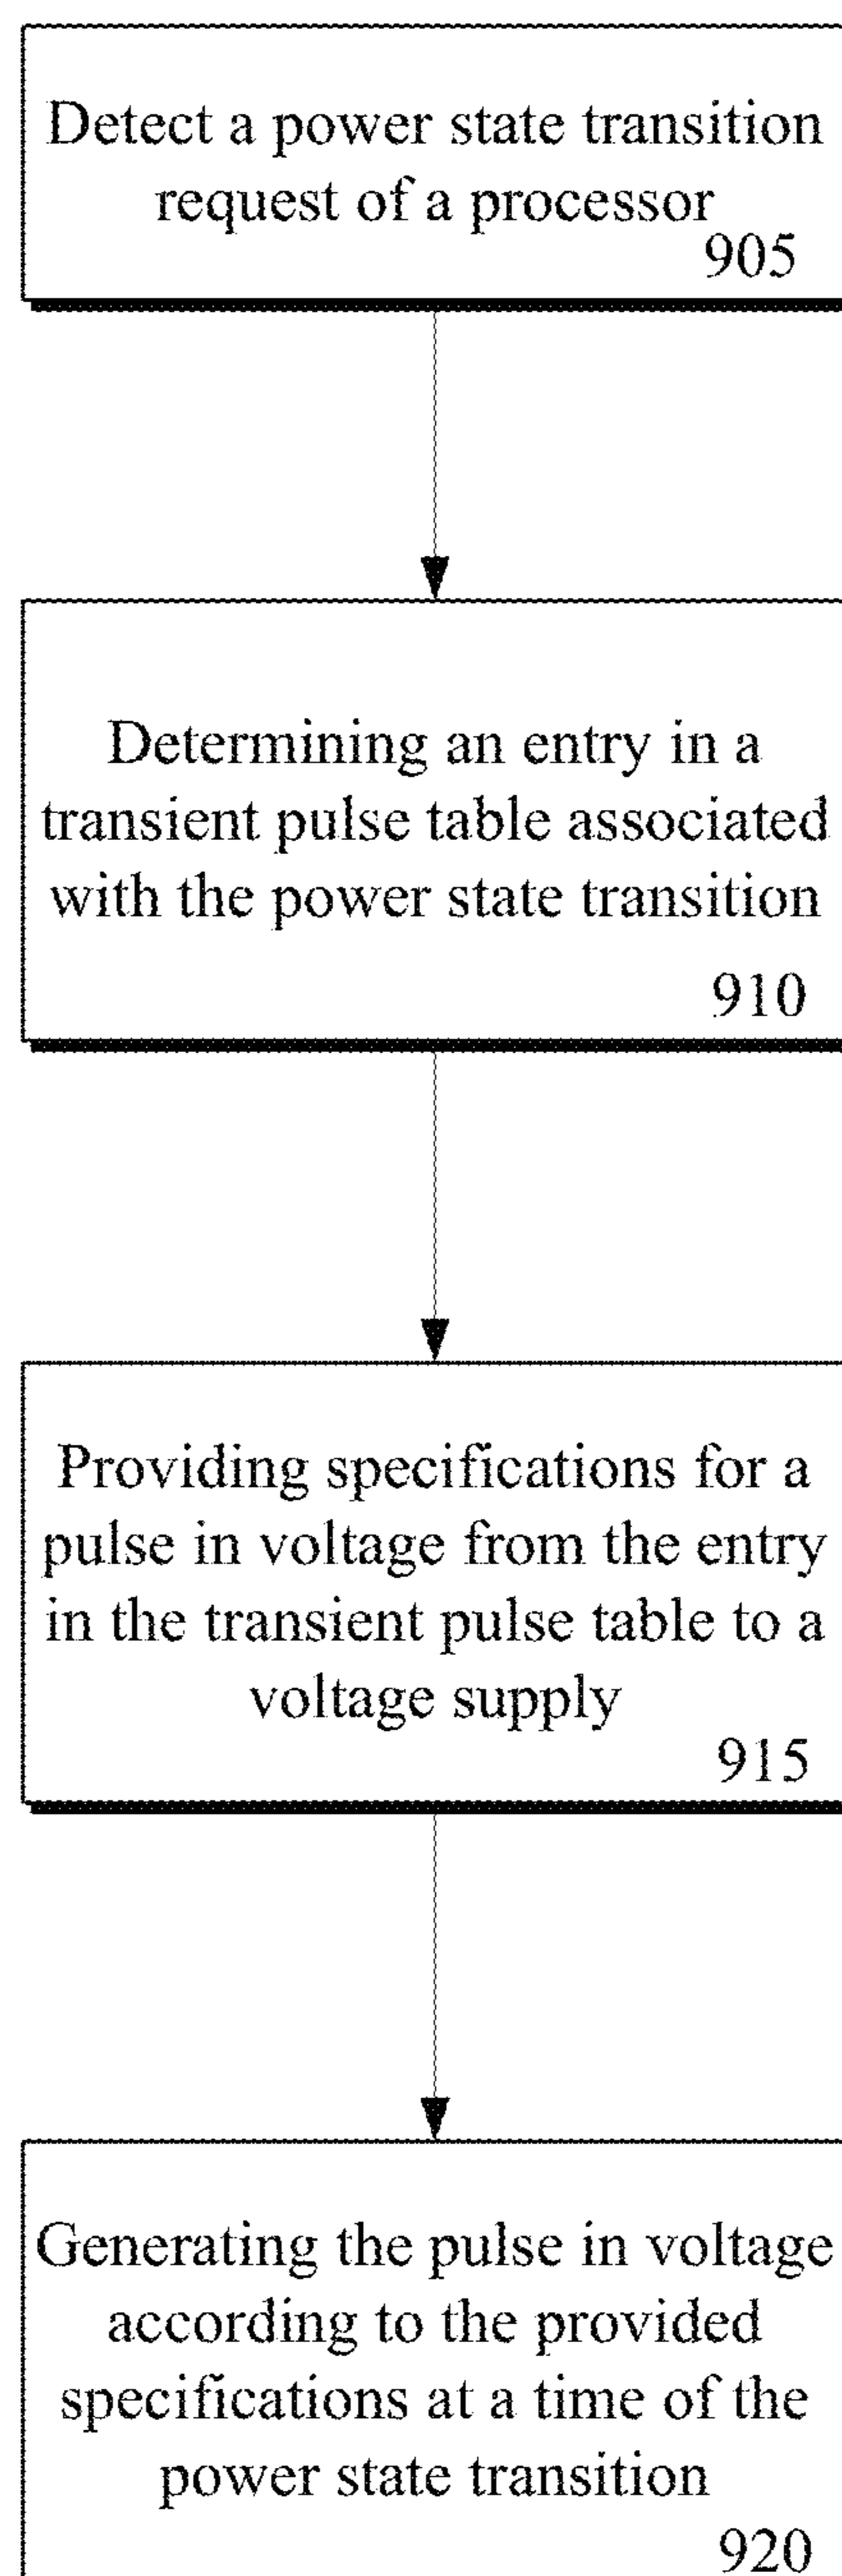 Detect a power state transition
request of a processor
905
Determining an entry in a
transient pulse table associated
with the power state transition
910
Providing specifications for a
pulse in voltage from the entry
in the transient pulse table to a
voltage supply
915
Generating the pulse in voltage
according to the provided
specifications at a time of the
power state transition
920